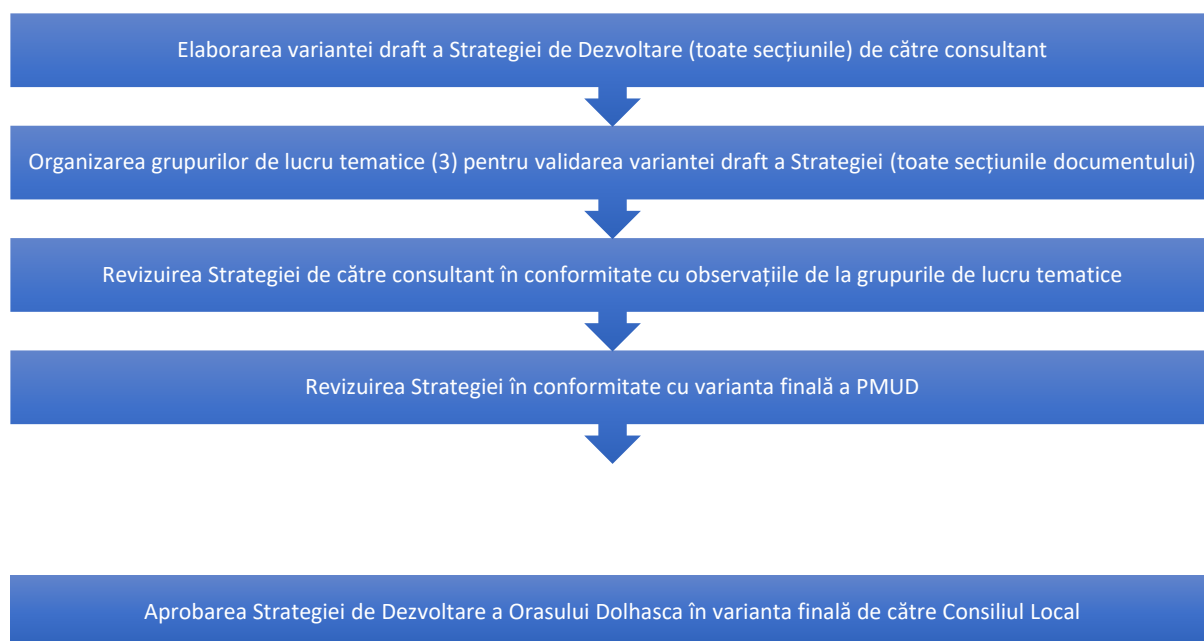 Elaborarea variantei draft a Strategiei de Dezvoltare (toate secțiunile) de către consultant
Organizarea grupurilor de lucru tematice (3) pentru validarea variantei draft a Strategiei (toate secțiunile documentului)
Revizuirea Strategiei de către consultant în conformitate cu observațiile de la grupurile de lucru tematice
Revizuirea Strategiei în conformitate cu varianta finală a PMUD
Aprobarea Strategiei de Dezvoltare a Orasului Dolhasca în varianta finală de către Consiliul Local